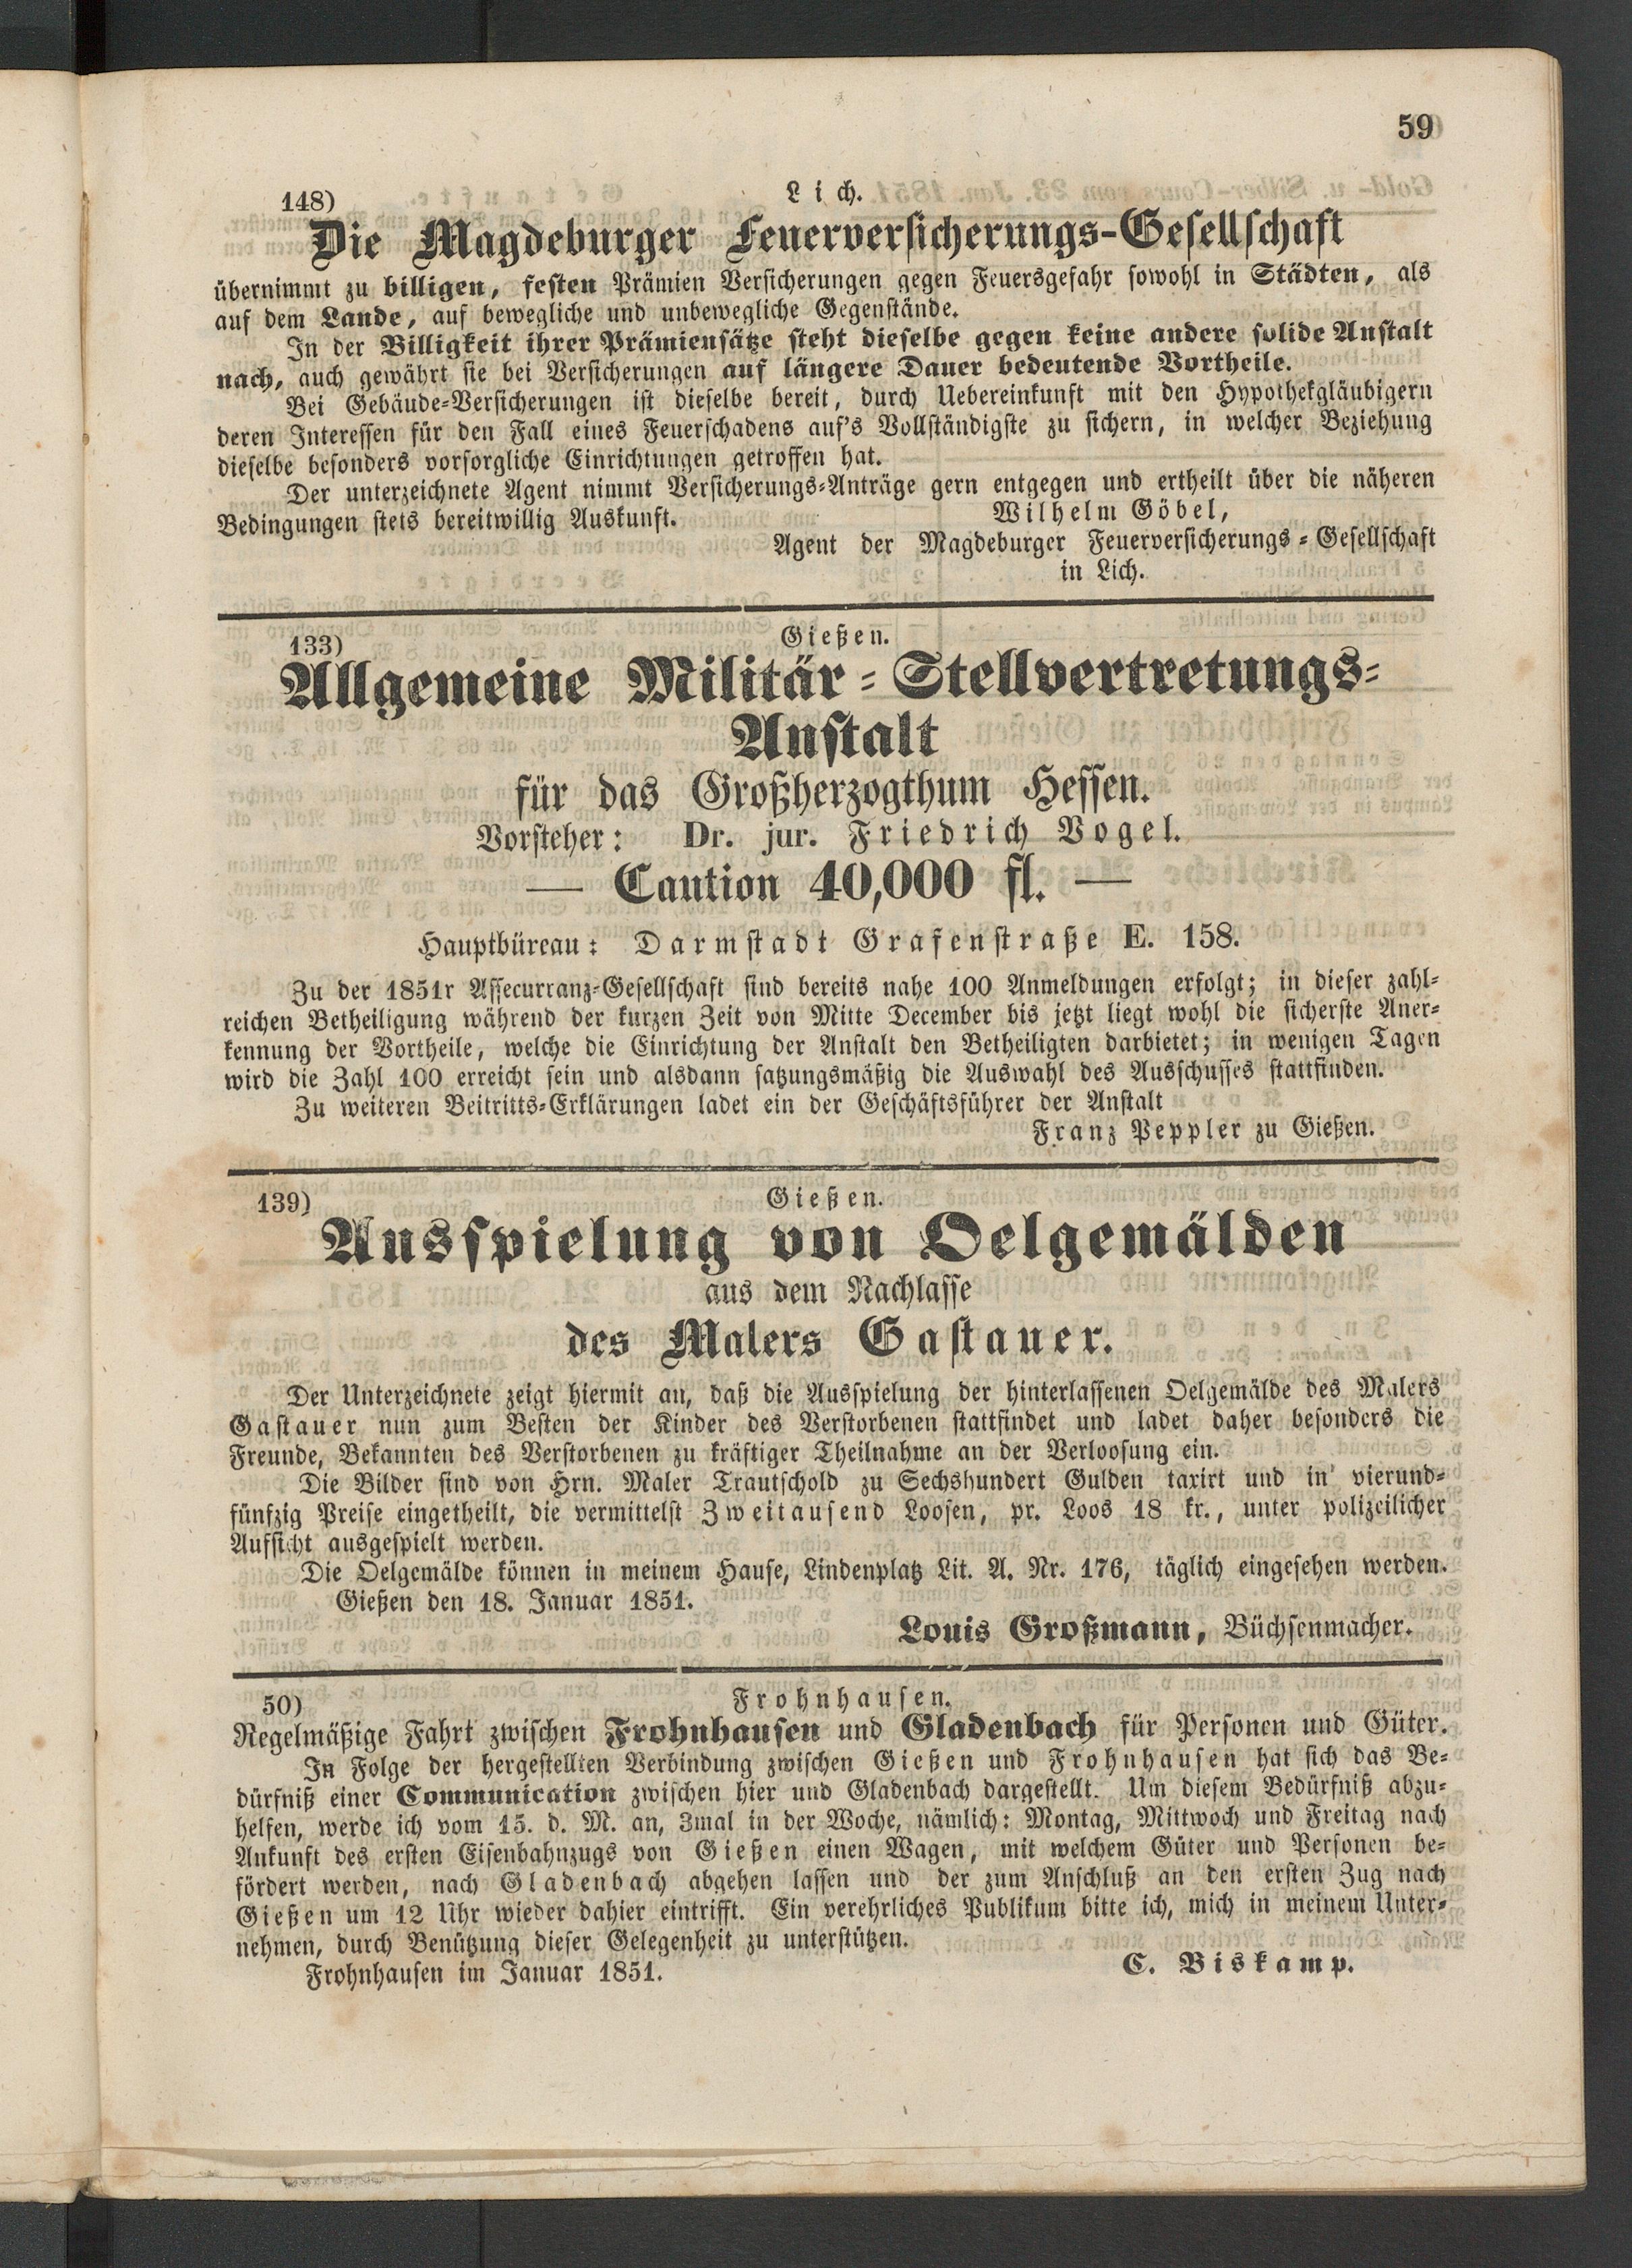 59
148) Lich.
Die Magdeburger Feuerversicherungs-Gesellschaft
übernimmt zu billigen, festen Prämien Versicherungen gegen Feuersgefahr sowohl in Städten, als
auf dem Lande, auf bewegliche und unbewegliche Gegenstände.
In der Billigkeit ihrer Prämiensätze steht dieselbe gegen keine andere solide Anstalt
nach, auch gewährt sie bei Versicherungen auf längere Dauer bedeutende Vortheile.
Bei Gebäude-Versicherungen ist dieselbe bereit, durch Uebereinkunft mit den Hypothekgläubigern
deren Interessen für den Fall eines Feuerschadens auf's Vollständigste zu sichern, in welcher Beziehung
dieselbe besonders vorsorgliche Einrichtungen getroffen hat.
Der unterzeichnete Agent nimmt Versicherungs-Anträge gern entgegen und ertheilt über die näheren
Bedingungen stets bereitwillig Auskunft.
Wilhelm Göbel,
Agent der Magdeburger Feuerversicherungs-Gesellschaft
in Lich.
133) Gießen.
Allgemeine Militär-Stellvertretungs-
Anstalt
für das Großherzogthum Hessen.
Vorsteher: Dr. jur. Friedrich Vogel.
— Caution 40,000 fl. —
Hauptbüreau: Darmstadt Grafenstraße E. 158.
Zu der 1851r Assecurranz-Gesellschaft sind bereits nahe 100 Anmeldungen erfolgt; in dieser zahl-
reichen Betheiligung während der kurzen Zeit von Mitte December bis jetzt liegt wohl die sicherste Aner-
kennung der Vortheile, welche die Einrichtung der Anstalt den Betheiligten darbietet; in wenigen Tagen
wird die Zahl 100 erreicht sein und alsdann satzungsmäßig die Auswahl des Ausschusses stattfinden.
Zu weiteren Beitritts-Erklärungen ladet ein der Geschäftsführer der Anstalt
Franz Peppler zu Gießen.
139) Gießen.
Ausspielung von Oelgemälden
aus dem Nachlasse
des Malers Gastauer.
Der Unterzeichnete zeigt hiermit an, daß die Ausspielung der hinterlassenen Oelgemälde des Malers
Gastauer nun zum Besten der Kinder des Verstorbenen stattfindet und ladet daher besonders die
Freunde, Bekannten des Verstorbenen zu kräftiger Theilnahme an der Verloosung ein.
Die Bilder sind von Hrn. Maler Trautschold zu Sechshundert Gulden taxirt und in vierund-
fünfzig Preise eingetheilt, die vermittelst Zweitausend Loosen, pr. Loos 18 kr., unter polizeilicher
Aufsicht ausgespielt werden.
Die Oelgemälde können in meinem Hause, Lindenplatz Lit. A. Nr. 176, täglich eingesehen werden.
Gießen den 18. Januar 1851.
Louis Großmann, Büchsenmacher.
50) Frohnhausen.
Regelmäßige Fahrt zwischen Frohnhausen und Gladenbach für Personen und Güter.
In Folge der hergestellten Verbindung zwischen Gießen und Frohnhausen hat sich das Be-
dürfniß einer Communication zwischen hier und Gladenbach dargestellt. Um diesem Bedürfniß abzu-
helfen, werde ich vom 15. d. M. an, 3mal in der Woche, nämlich: Montag, Mittwoch und Freitag nach
Ankunft des ersten Eisenbahnzugs von Gießen einen Wagen, mit welchem Güter und Personen be-
fördert werden, nach Gladenbach abgehen lassen und der zum Anschluß an den ersten Zug nach
Gießen um 12 Uhr wieder dahier eintrifft. Ein verehrliches Publikum bitte ich, mich in meinem Unter-
nehmen, durch Benützung dieser Gelegenheit zu unterstützen.
Frohnhausen im Januar 1851.
C. Biskamp.